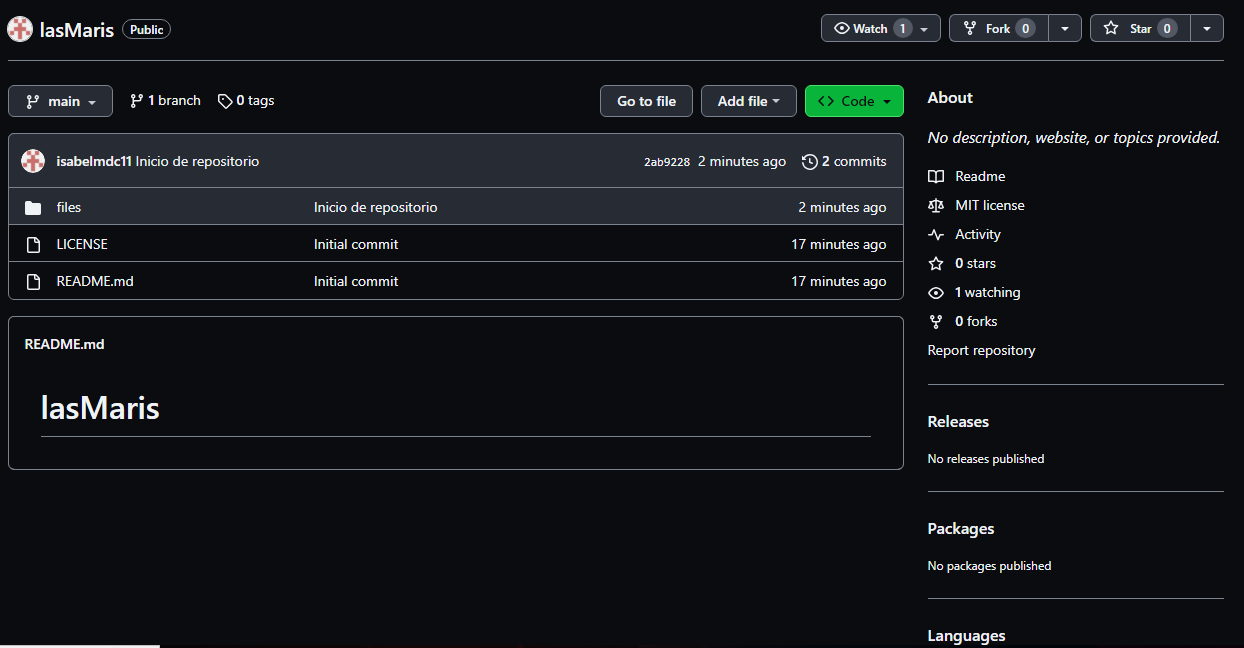 lasMaris Public Watch 1 Fork 0 Star 0
main 1 branch 0 tags Go to file Add file Code
isabelmdc11 Inicio de repositorio 2ab9228 2 minutes ago 2 commits
files Inicio de repositorio 2 minutes ago
LICENSE Initial commit 17 minutes ago
README.md Initial commit 17 minutes ago
README.md
lasMaris
About
No description, website, or topics provided.
Readme
MIT license
Activity
0 stars
1 watching
0 forks
Report repository
Releases
No releases published
Packages
No packages published
Languages